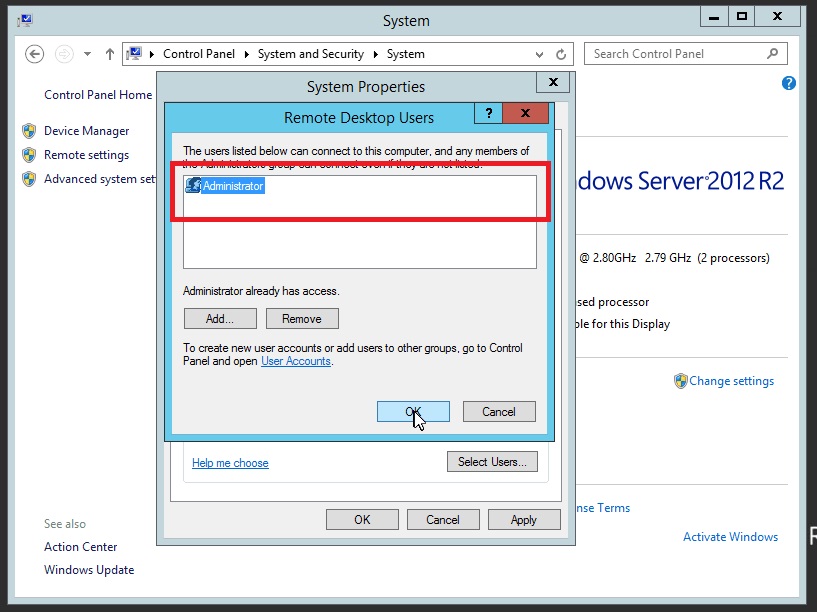 System
Control Panel System and Security System
Search Control Panel
Control Panel Home
Device Manager
Remote settings
Advanced system set
See also
Action Center
Windows Update
System Properties
Remote Desktop Users
?
The users listed below can connect to this computer, and any members of
the Administrators group can connect even if they are not listed.
Administrator
Administrator already has access.
Add...
Remove
To create new user accounts or add users to other groups, go to Control
Panel and open User Accounts.
OK
Cancel
Help me choose
Select Users...
OK
Cancel
Apply
?
dows Server 2012 R2
@ 2.80GHz 2.79 GHz (2 processors)
sed processor
ble for this Display
Change settings
nse Terms
Activate Windows
R